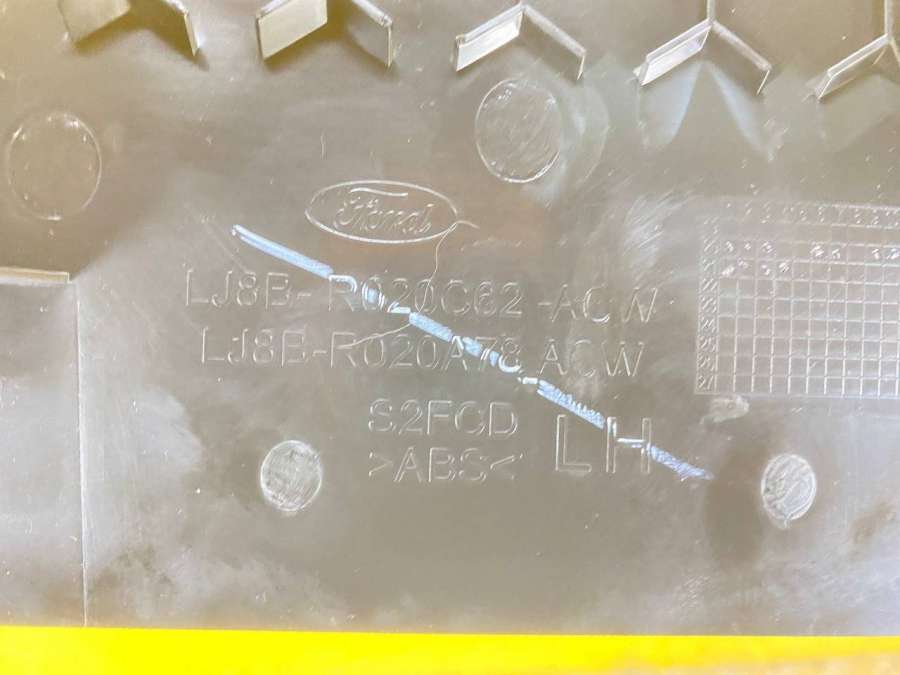 Ford
LJ8B-R020C62-ACW
LJ8B-R020A78 ACW
S2FCD
>ABS<
LH